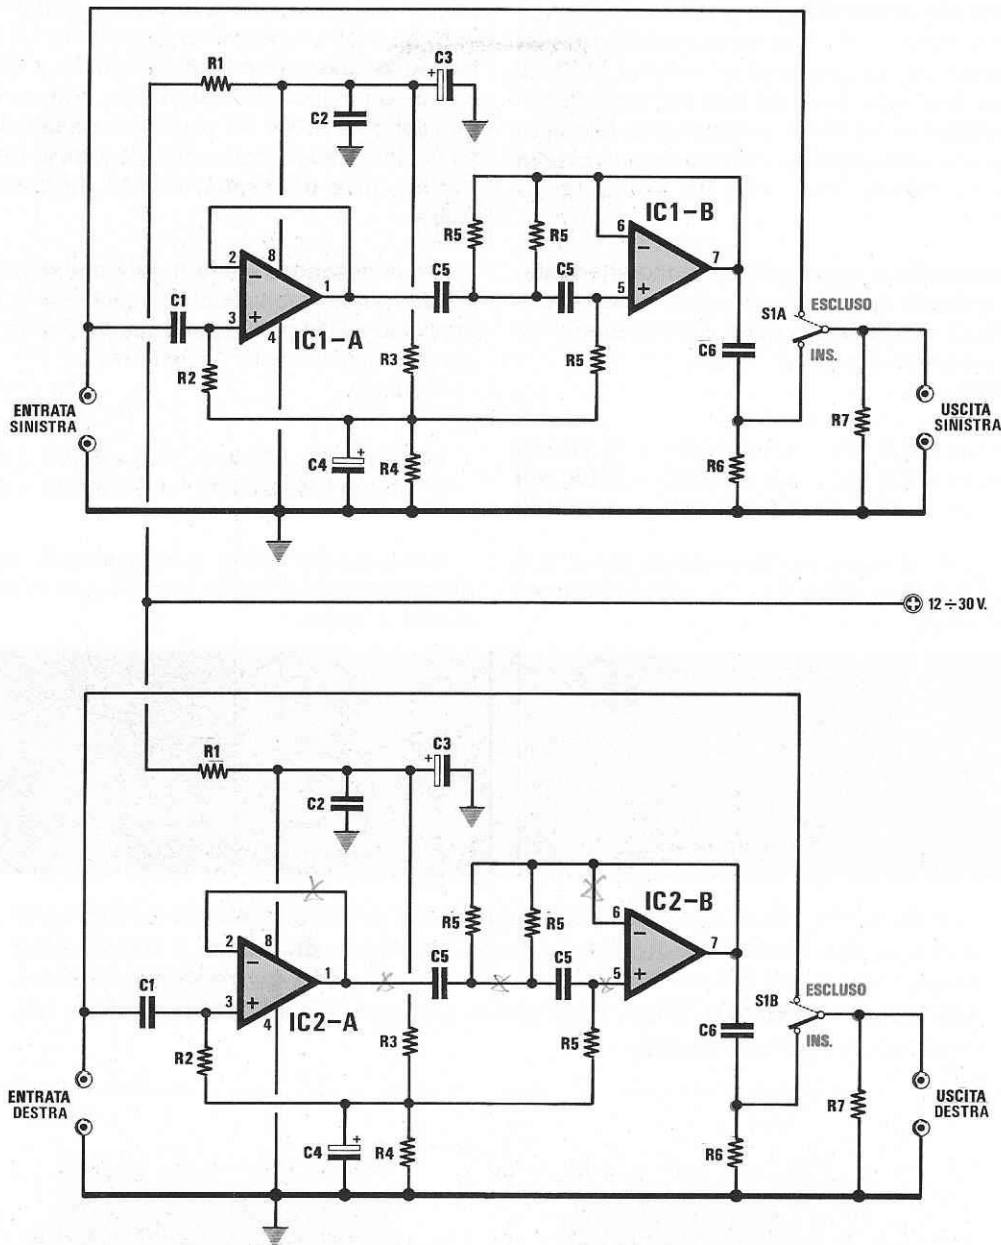 R1
C3
+
C2
IC1-B
R5
R5
6
7
5
2
8
1
3
4
IC1-A
C1
C5
C5
S1A
ESCLUSO
INS.
C6
R2
R3
R5
ENTRATA
SINISTRA
R7
USCITA
SINISTRA
C4
+
R4
R6
12÷30 V.
R1
C3
+
C2
IC2-B
R5
R5
6
7
5
2
8
1
3
4
IC2-A
C1
C5
C5
S1B
ESCLUSO
INS.
C6
R2
R3
R5
ENTRATA
DESTRA
R7
USCITA
DESTRA
C4
+
R4
R6